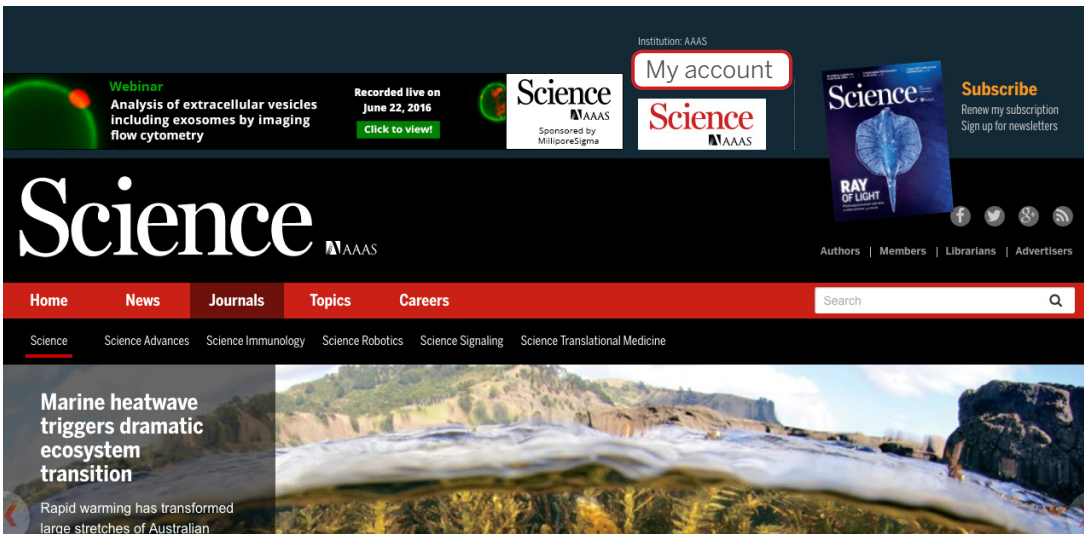 Institution: AAAS
My account
Webinar
Analysis of extracellular vesicles
including exosomes by imaging
flow cytometry
Recorded live on
June 22, 2016
Click to view!
Science
AAAS
Sponsored by
MilliporeSigma
Science
AAAS
Science
AAAS
RAY
OF LIGHT
Subscribe
Renew my subscription
Sign up for newsletters
Science AAAS
Authors | Members | Librarians | Advertisers
Home News Journals Topics Careers
Search
Science Science Advances Science Immunology Science Robotics Science Signaling Science Translational Medicine
Marine heatwave
triggers dramatic
ecosystem
transition
Rapid warming has transformed
large stretches of Australian